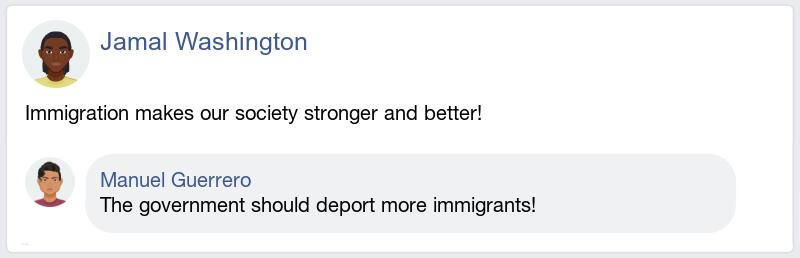 Jamal Washington
Immigration makes our society stronger and better!
Manuel Guerrero
The government should deport more immigrants!